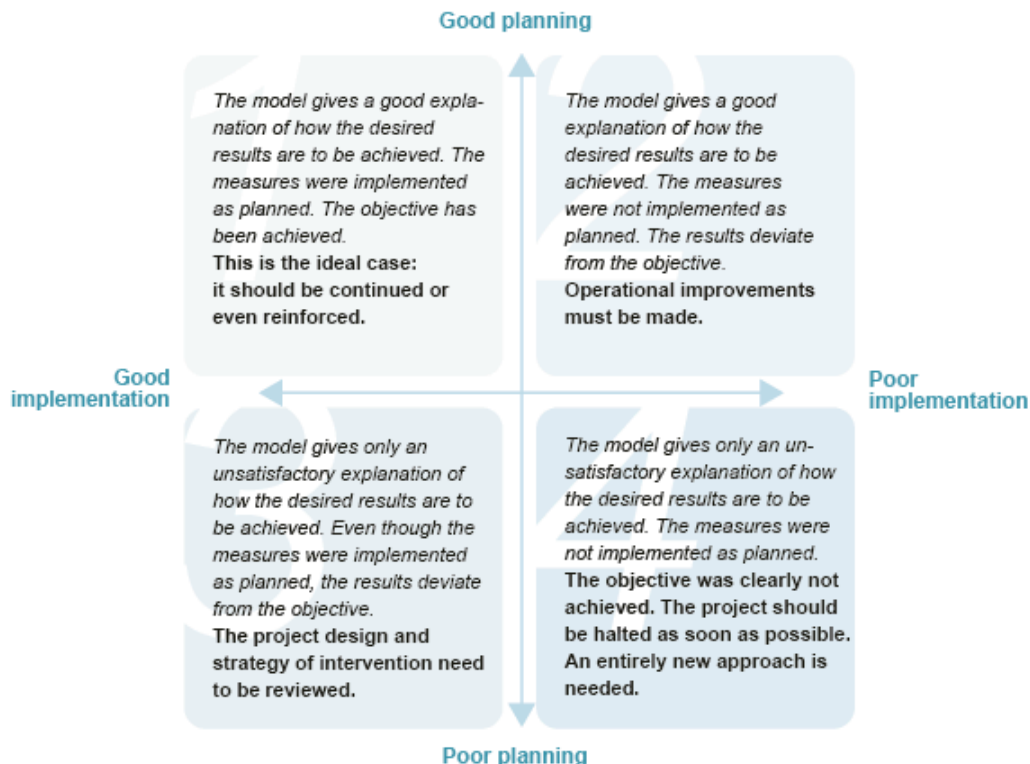 Good planning
1
The model gives a good expla-
nation of how the desired
results are to be achieved. The
measures were implemented
as planned. The objective has
been achieved.
This is the ideal case:
it should be continued or
even reinforced.
2
The model gives a good
explanation of how the
desired results are to be
achieved. The measures
were not implemented as
planned. The results deviate
from the objective.
Operational improvements
must be made.
Good
implementation
Poor
implementation
3
The model gives only an
unsatisfactory explanation of
how the desired results are to
be achieved. Even though the
measures were implemented
as planned, the results deviate
from the objective.
The project design and
strategy of intervention need
to be reviewed.
4
The model gives only an un-
satisfactory explanation of how
the desired results are to be
achieved. The measures were
not implemented as planned.
The objective was clearly not
achieved. The project should
be halted as soon as possible.
An entirely new approach is
needed.
Poor planning